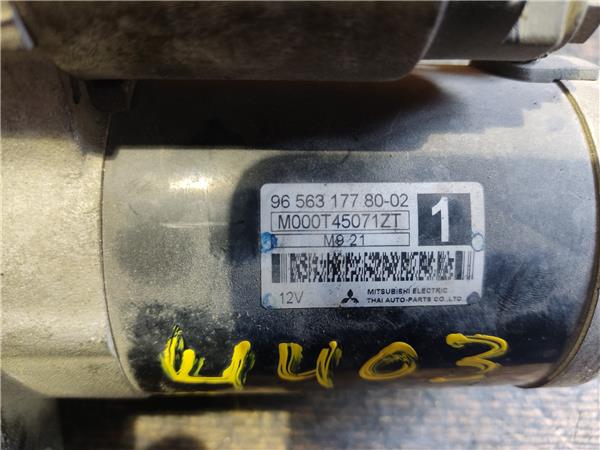 96 563 177 80-02
M000T45071ZT
M9 21
1
12V
MITSUBISHI ELECTRIC
THAI AUTO-PARTS CO.,LTD.
4403